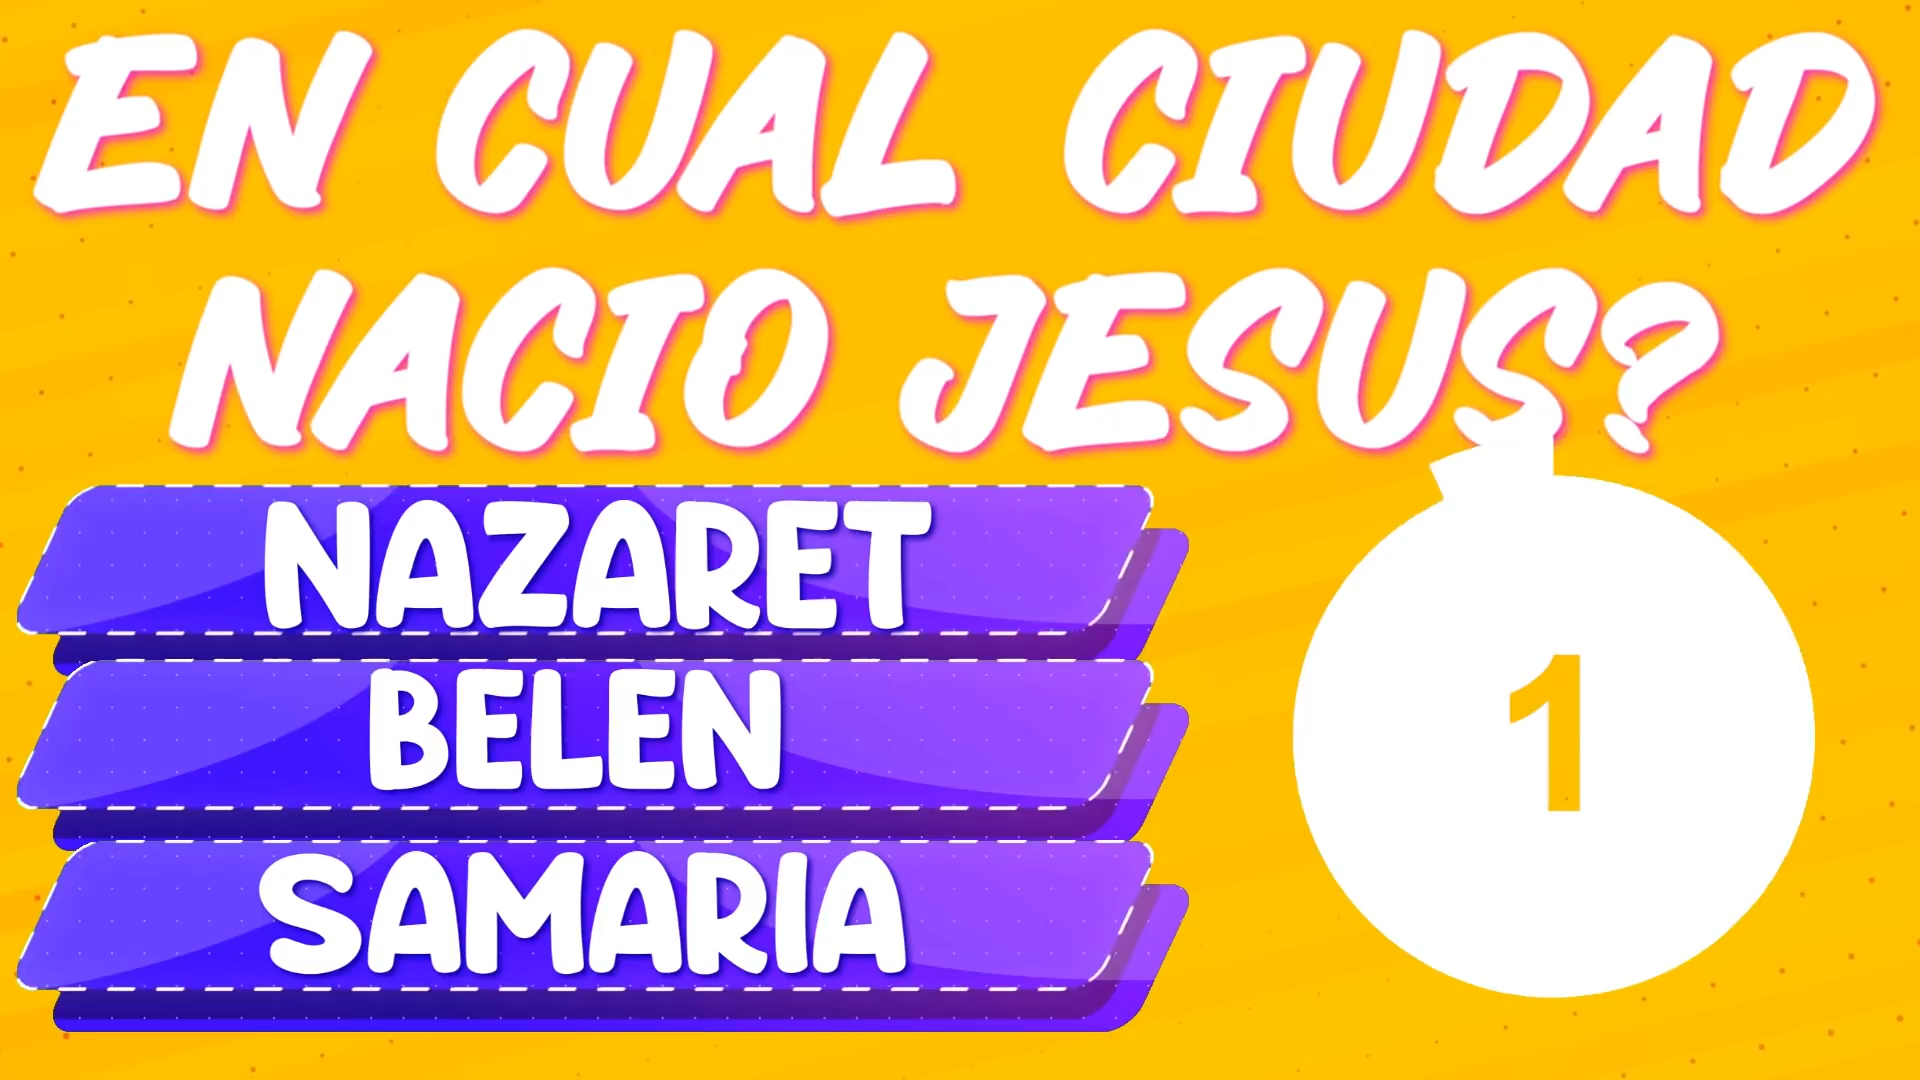 EN CUAL CIUDAD
NACIO JESUS?
NAZARET
BELEN
SAMARIA
1